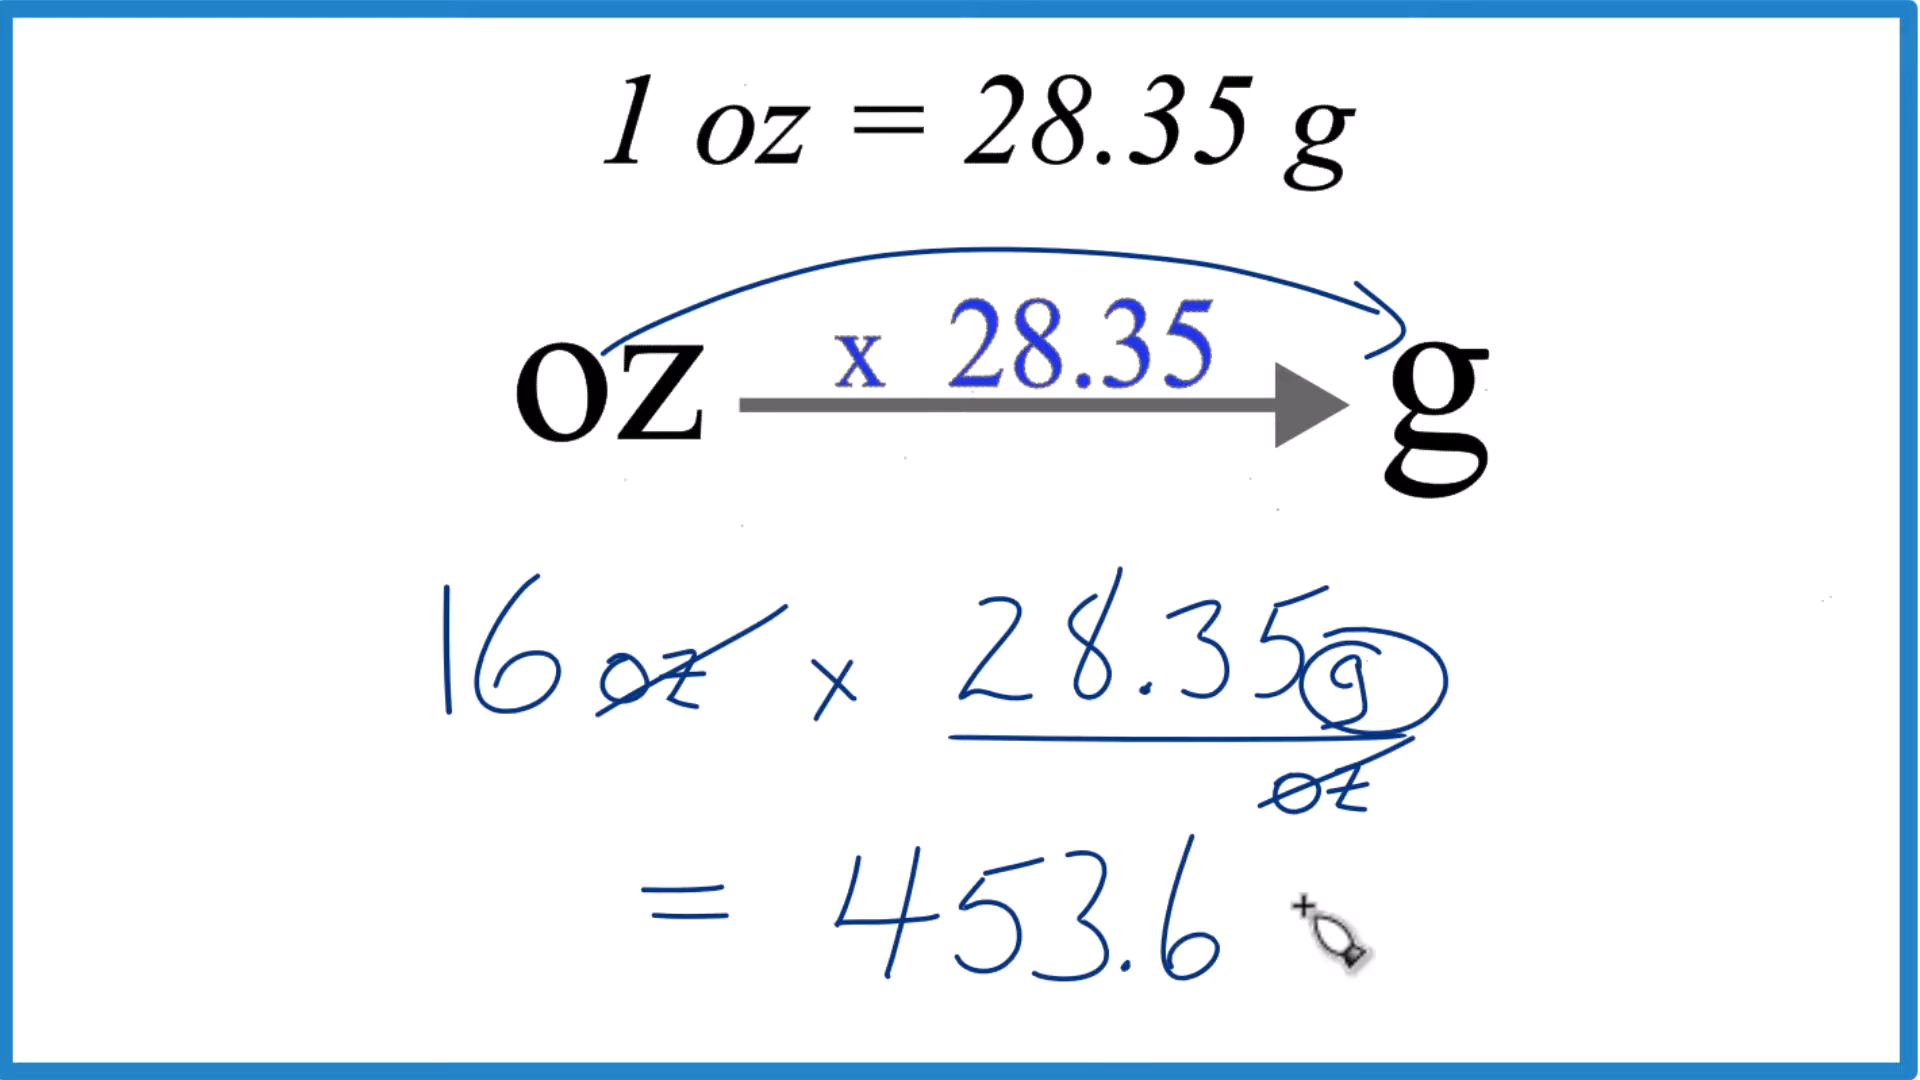 1 oz = 28.35 g
x 28.35
oz g
16 oz x 28.35 g
oz
= 453.6